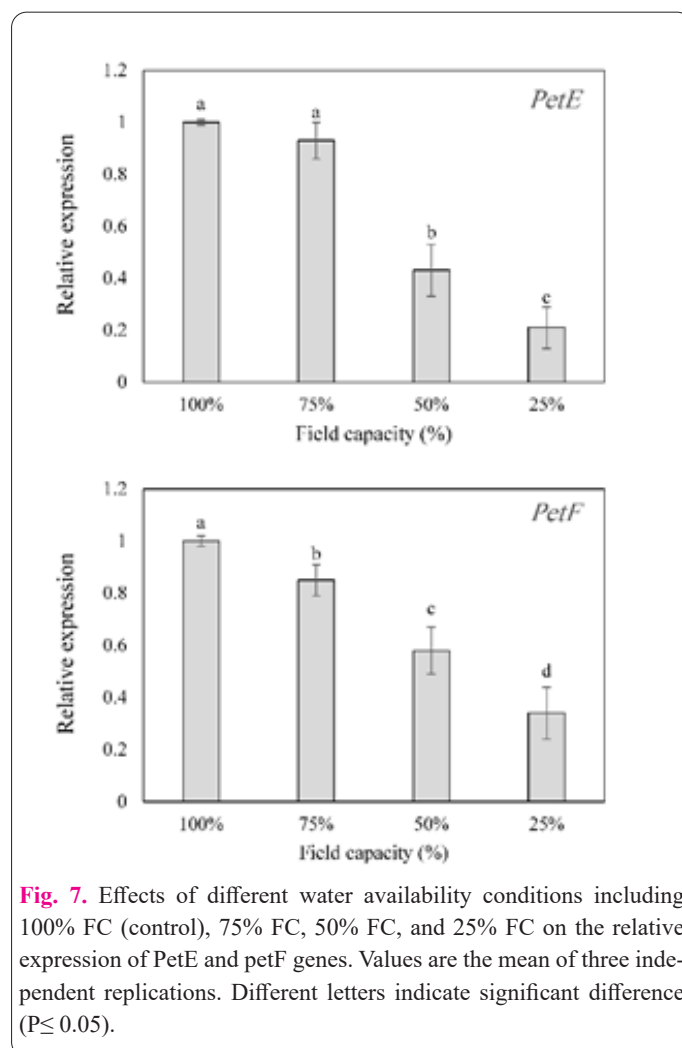 1.2
PetE
a
a
1
0.8
0.6
b
0.4
c
0.2
0
Relative expression
100% 75% 50% 25%
Field capacity (%)
1.2
PetF
a
1
b
0.8
c
0.6
d
0.4
0.2
0
Relative expression
100% 75% 50% 25%
Field capacity (%)
Fig. 7. Effects of different water availability conditions including
100% FC (control), 75% FC, 50% FC, and 25% FC on the relative
expression of PetE and petF genes. Values are the mean of three inde-
pendent replications. Different letters indicate significant difference
(P≤ 0.05).